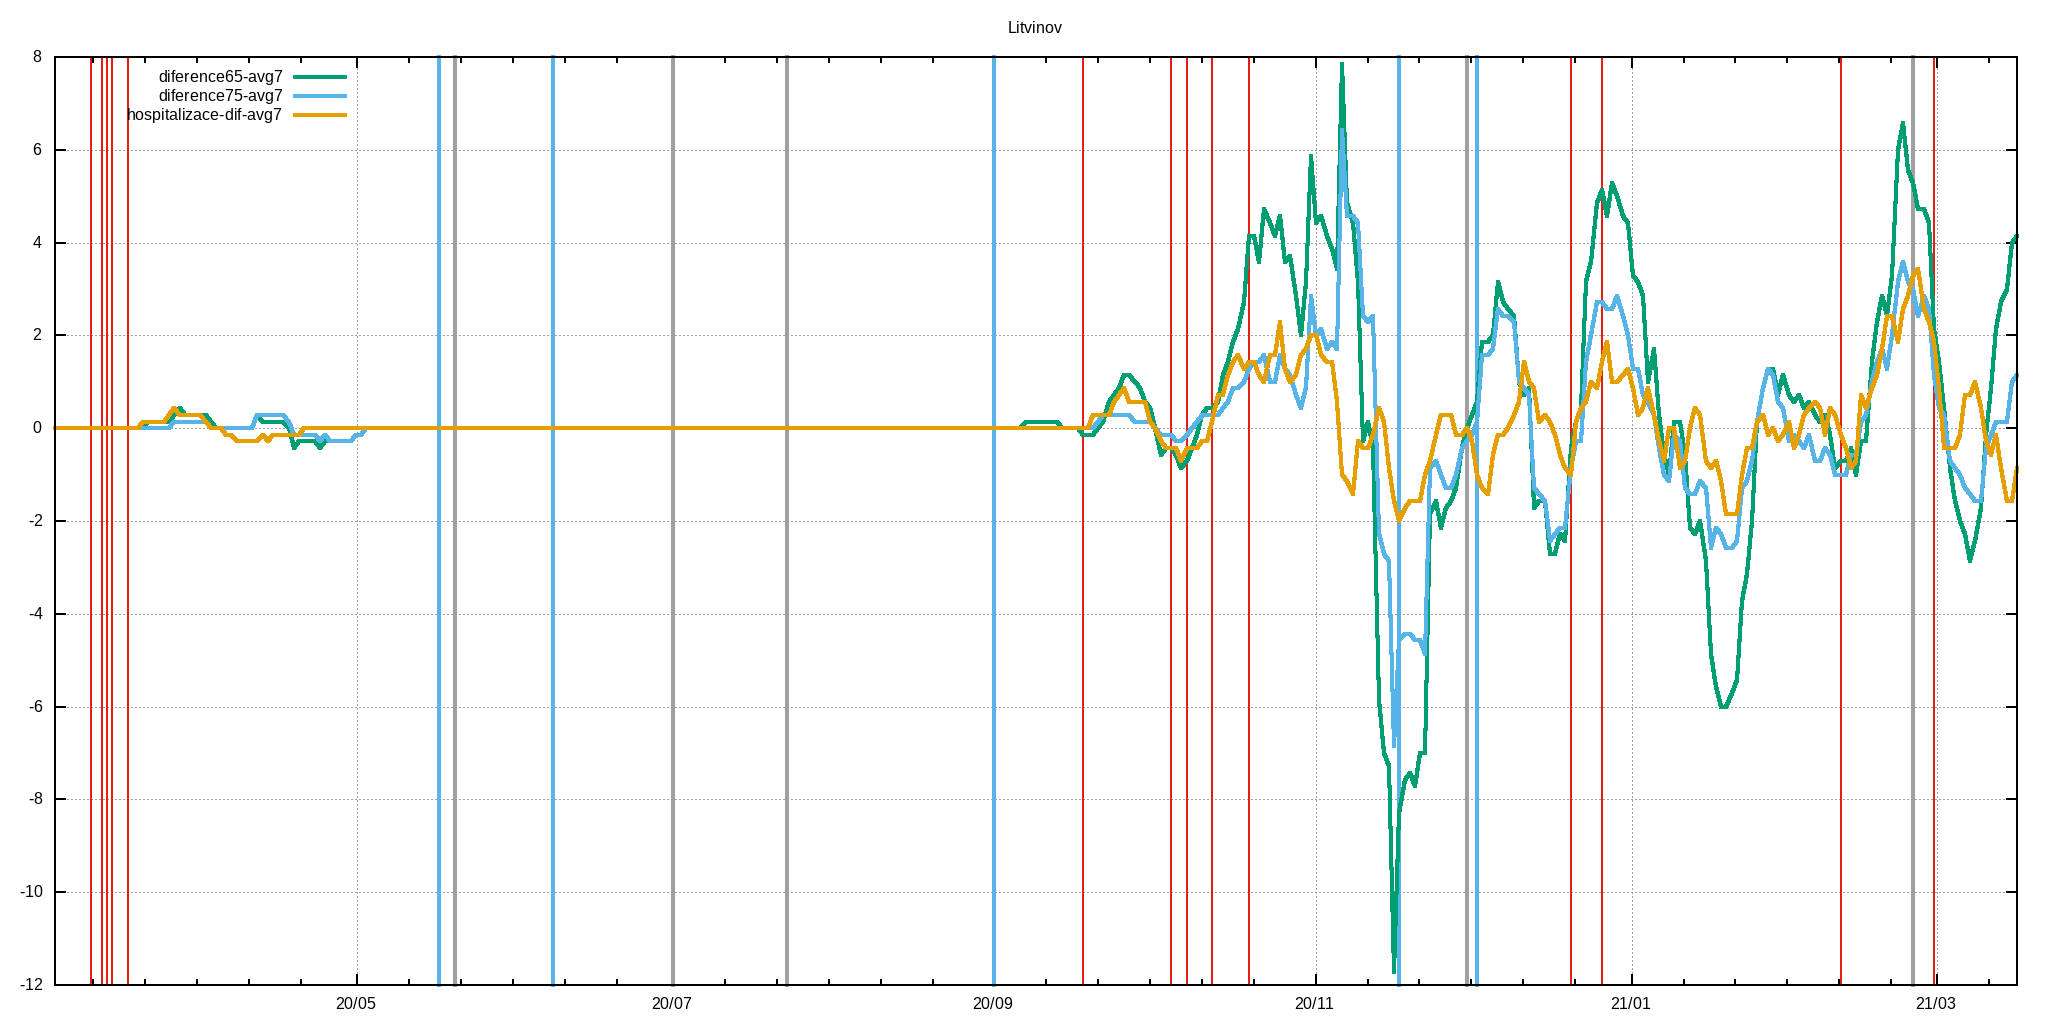 Litvinov
8
diference65-avg7
diference75-avg7
hospitalizace-dif-avg7
6
4
2
0
-2
-4
-6
-8
-10
-12
20/05 20/07 20/09 20/11 21/01 21/03